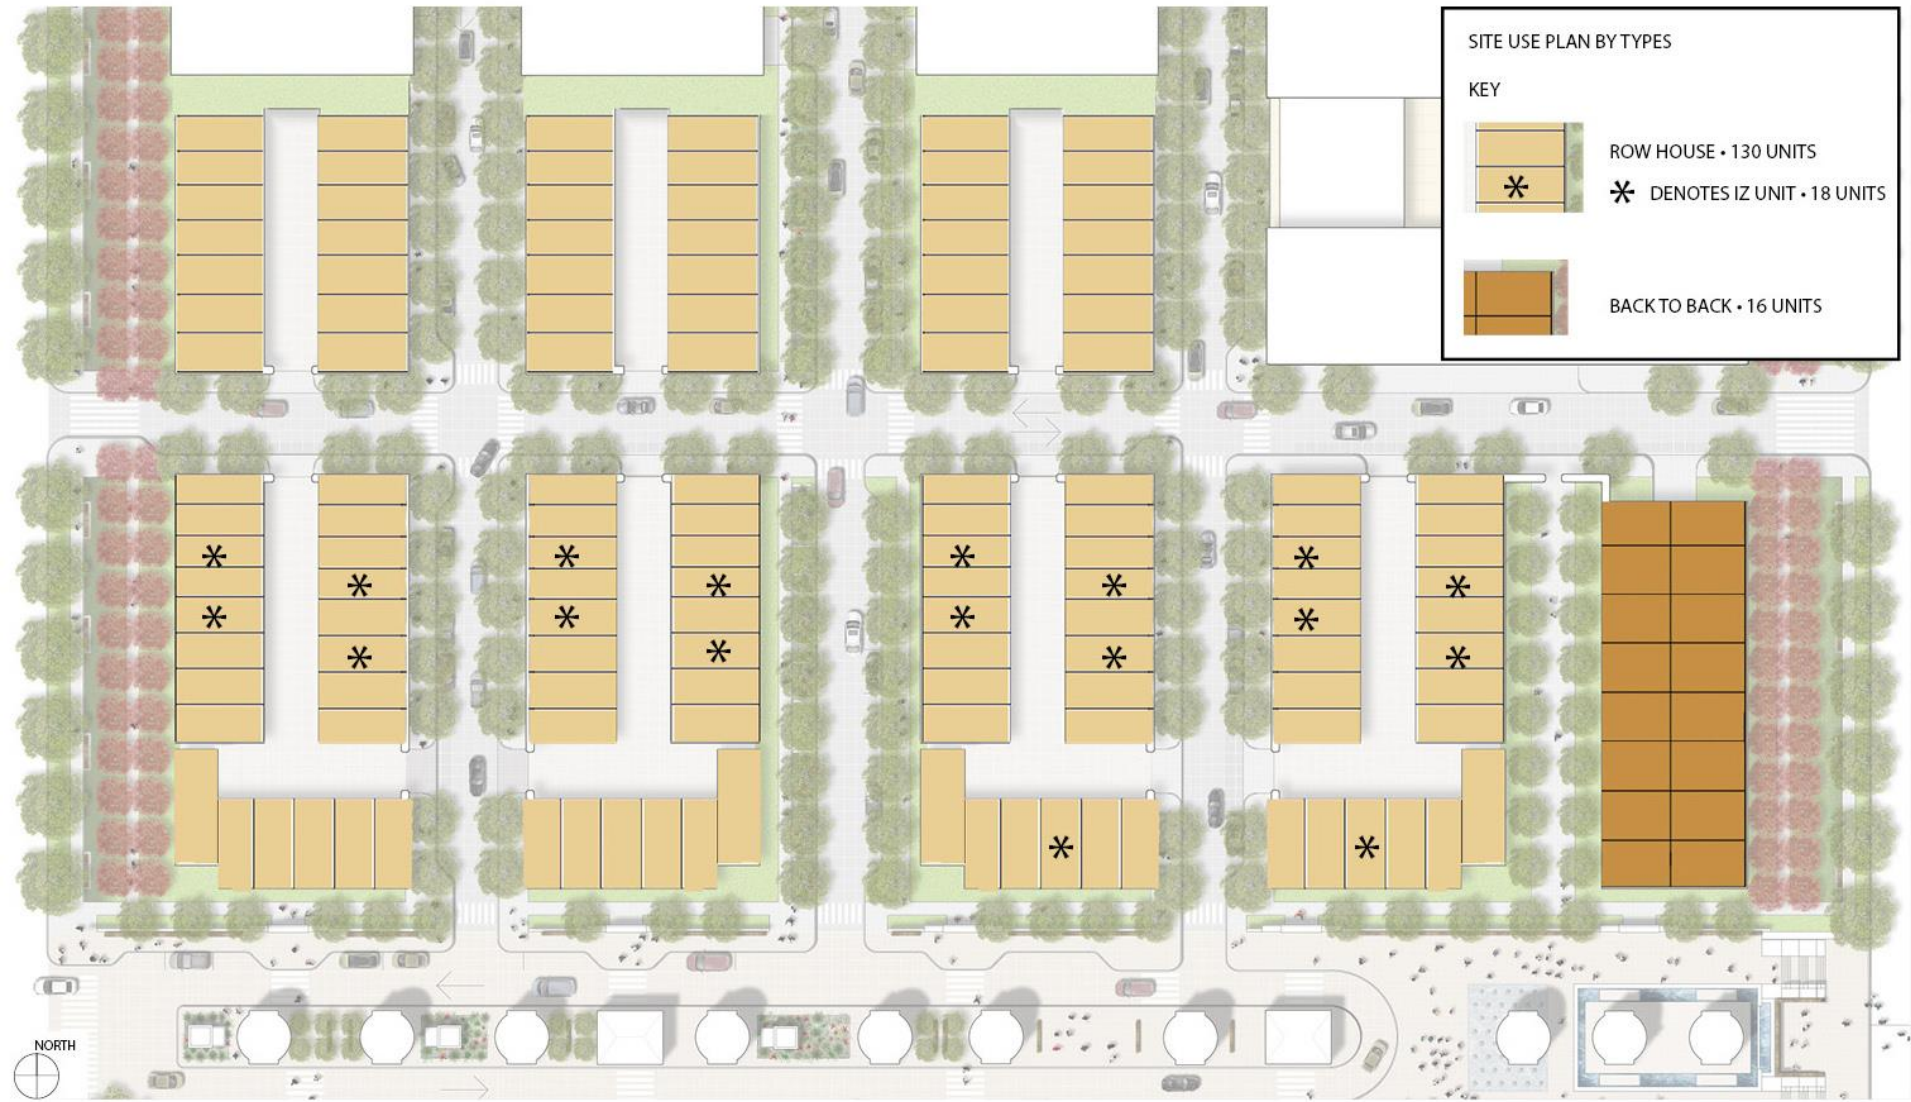 SITE USE PLAN BY TYPES
KEY
ROW HOUSE • 130 UNITS
* DENOTES IZ UNIT • 18 UNITS
BACK TO BACK • 16 UNITS
NORTH